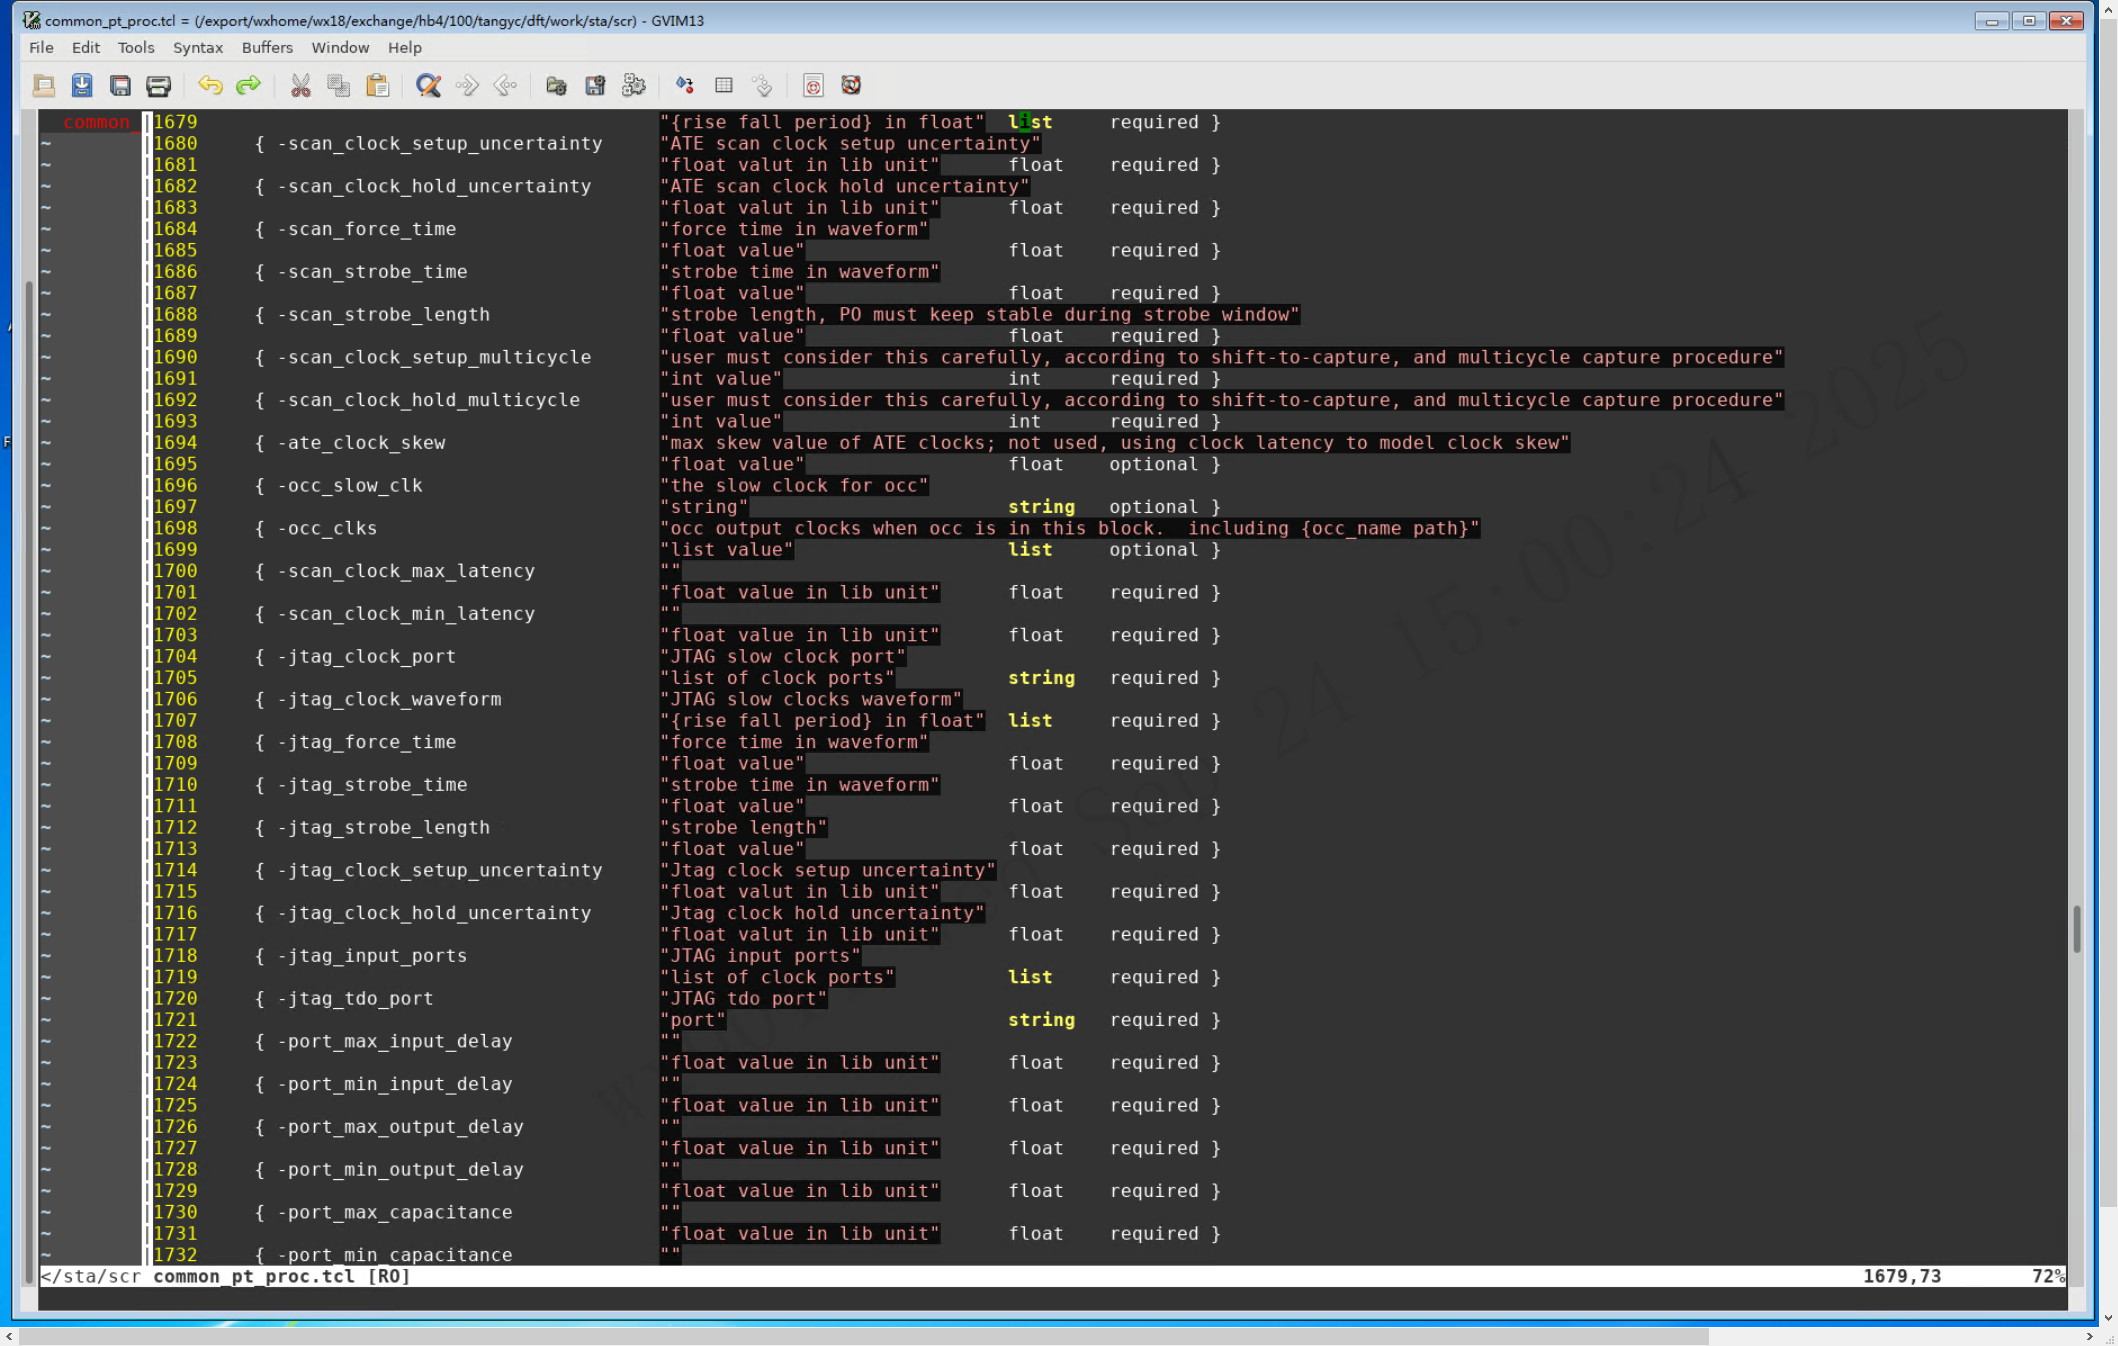 common_pt_proc.tcl = (/export/wxhome/wx18/exchange/hb4/100/tangyc/dft/work/sta/scr) - GVIM13
File Edit Tools Syntax Buffers Window Help
common_ 1679 "{rise fall period} in float" list required }
~ 1680 { -scan_clock_setup_uncertainty "ATE scan clock setup uncertainty"
~ 1681 "float valut in lib unit" float required }
~ 1682 { -scan_clock_hold_uncertainty "ATE scan clock hold uncertainty"
~ 1683 "float valut in lib unit" float required }
~ 1684 { -scan_force_time "force time in waveform"
~ 1685 "float value" float required }
~ 1686 { -scan_strobe_time "strobe time in waveform"
~ 1687 "float value" float required }
~ 1688 { -scan_strobe_length "strobe length, PO must keep stable during strobe window"
~ 1689 "float value" float required }
~ 1690 { -scan_clock_setup_multicycle "user must consider this carefully, according to shift-to-capture, and multicycle capture procedure"
~ 1691 "int value" int required }
~ 1692 { -scan_clock_hold_multicycle "user must consider this carefully, according to shift-to-capture, and multicycle capture procedure"
~ 1693 "int value" int required }
~ 1694 { -ate_clock_skew "max skew value of ATE clocks; not used, using clock latency to model clock skew"
~ 1695 "float value" float optional }
~ 1696 { -occ_slow_clk "the slow clock for occ"
~ 1697 "string" string optional }
~ 1698 { -occ_clks "occ output clocks when occ is in this block.  including {occ_name path}"
~ 1699 "list value" list optional }
~ 1700 { -scan_clock_max_latency ""
~ 1701 "float value in lib unit" float required }
~ 1702 { -scan_clock_min_latency ""
~ 1703 "float value in lib unit" float required }
~ 1704 { -jtag_clock_port "JTAG slow clock port"
~ 1705 "list of clock ports" string required }
~ 1706 { -jtag_clock_waveform "JTAG slow clocks waveform"
~ 1707 "{rise fall period} in float" list required }
~ 1708 { -jtag_force_time "force time in waveform"
~ 1709 "float value" float required }
~ 1710 { -jtag_strobe_time "strobe time in waveform"
~ 1711 "float value" float required }
~ 1712 { -jtag_strobe_length "strobe length"
~ 1713 "float value" float required }
~ 1714 { -jtag_clock_setup_uncertainty "Jtag clock setup uncertainty"
~ 1715 "float valut in lib unit" float required }
~ 1716 { -jtag_clock_hold_uncertainty "Jtag clock hold uncertainty"
~ 1717 "float valut in lib unit" float required }
~ 1718 { -jtag_input_ports "JTAG input ports"
~ 1719 "list of clock ports" list required }
~ 1720 { -jtag_tdo_port "JTAG tdo port"
~ 1721 "port" string required }
~ 1722 { -port_max_input_delay ""
~ 1723 "float value in lib unit" float required }
~ 1724 { -port_min_input_delay ""
~ 1725 "float value in lib unit" float required }
~ 1726 { -port_max_output_delay ""
~ 1727 "float value in lib unit" float required }
~ 1728 { -port_min_output_delay ""
~ 1729 "float value in lib unit" float required }
~ 1730 { -port_max_capacitance ""
~ 1731 "float value in lib unit" float required }
~ 1732 { -port_min_capacitance ""
</sta/scr common_pt_proc.tcl [RO] 1679,73 72%
24 15:00:24 2025